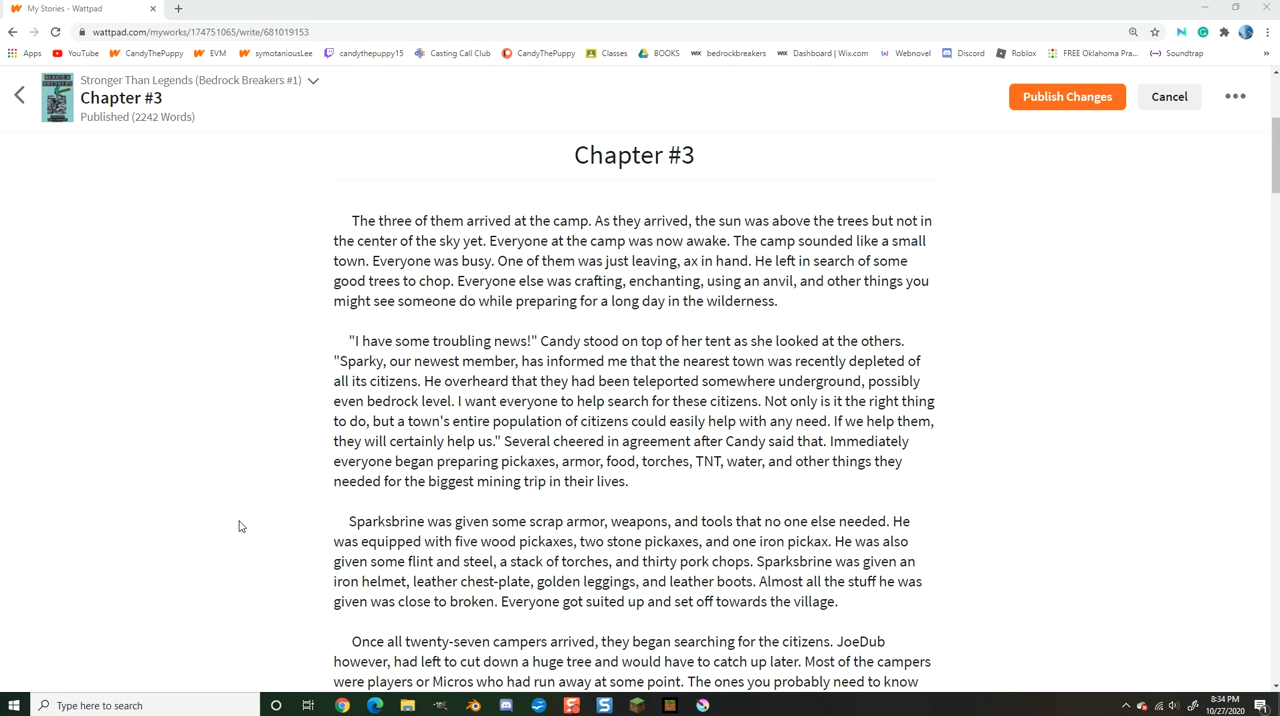 My Stories - Wattpad
wattpad.com/myworks/174751065/write/681019153
Apps YouTube CandyThePuppy EVM symotaniousLee candythepuppy15 Casting Call Club CandyThePuppy Classes BOOKS bedrockbreakers Dashboard | Wix.com Webnovel Discord Roblox FREE Oklahoma Pra... Soundtrap
Stronger Than Legends (Bedrock Breakers #1)
Chapter #3
Published (2242 Words)
Publish Changes
Cancel
Chapter #3
The three of them arrived at the camp. As they arrived, the sun was above the trees but not in
the center of the sky yet. Everyone at the camp was now awake. The camp sounded like a small
town. Everyone was busy. One of them was just leaving, ax in hand. He left in search of some
good trees to chop. Everyone else was crafting, enchanting, using an anvil, and other things you
might see someone do while preparing for a long day in the wilderness.
"I have some troubling news!" Candy stood on top of her tent as she looked at the others.
"Sparky, our newest member, has informed me that the nearest town was recently depleted of
all its citizens. He overheard that they had been teleported somewhere underground, possibly
even bedrock level. I want everyone to help search for these citizens. Not only is it the right thing
to do, but a town's entire population of citizens could easily help with any need. If we help them,
they will certainly help us." Several cheered in agreement after Candy said that. Immediately
everyone began preparing pickaxes, armor, food, torches, TNT, water, and other things they
needed for the biggest mining trip in their lives.
Sparksbrine was given some scrap armor, weapons, and tools that no one else needed. He
was equipped with five wood pickaxes, two stone pickaxes, and one iron pickax. He was also
given some flint and steel, a stack of torches, and thirty pork chops. Sparksbrine was given an
iron helmet, leather chest-plate, golden leggings, and leather boots. Almost all the stuff he was
given was close to broken. Everyone got suited up and set off towards the village.
Once all twenty-seven campers arrived, they began searching for the citizens. JoeDub
however, had left to cut down a huge tree and would have to catch up later. Most of the campers
were players or Micros who had run away at some point. The ones you probably need to know
Type here to search
8:34 PM
10/27/2020